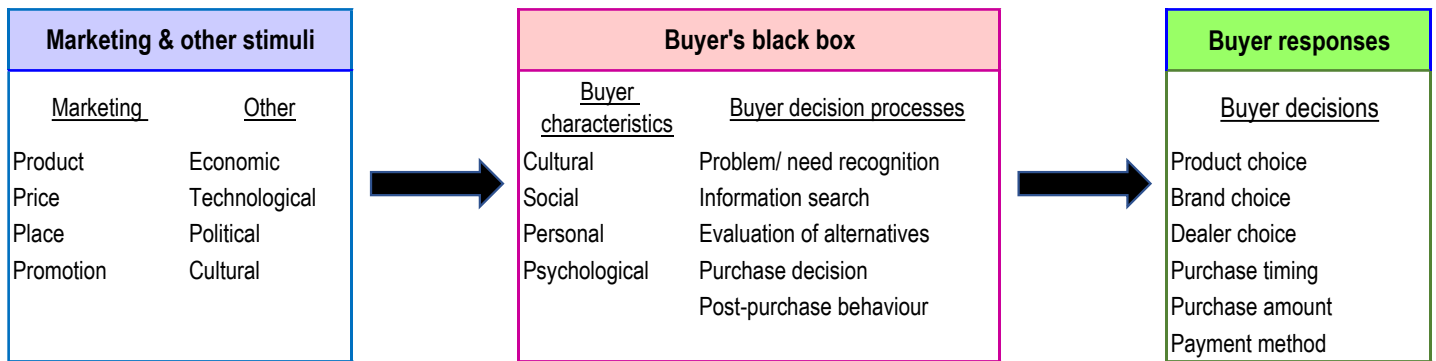 Marketing & other stimuli
Marketing Other
Product Economic
Price Technological
Place Political
Promotion Cultural
Buyer's black box
Buyer
characteristics
Buyer decision processes
Cultural Problem/ need recognition
Social Information search
Personal Evaluation of alternatives
Psychological Purchase decision
Post-purchase behaviour
Buyer responses
Buyer decisions
Product choice
Brand choice
Dealer choice
Purchase timing
Purchase amount
Payment method